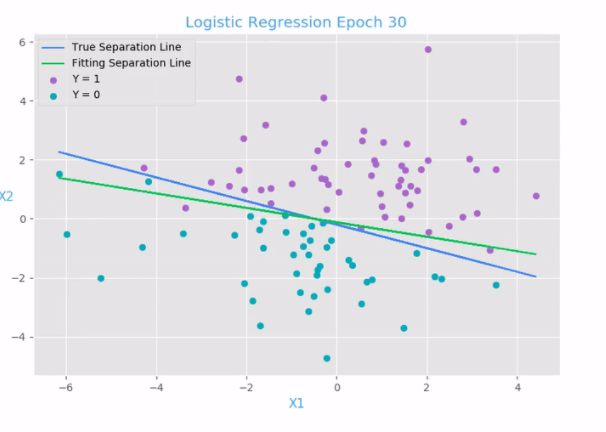 Logistic Regression Epoch 30
True Separation Line
Fitting Separation Line
Y = 1
Y = 0
6
4
2
0
−2
−4
X2
−6
−4
−2
0
2
4
X1